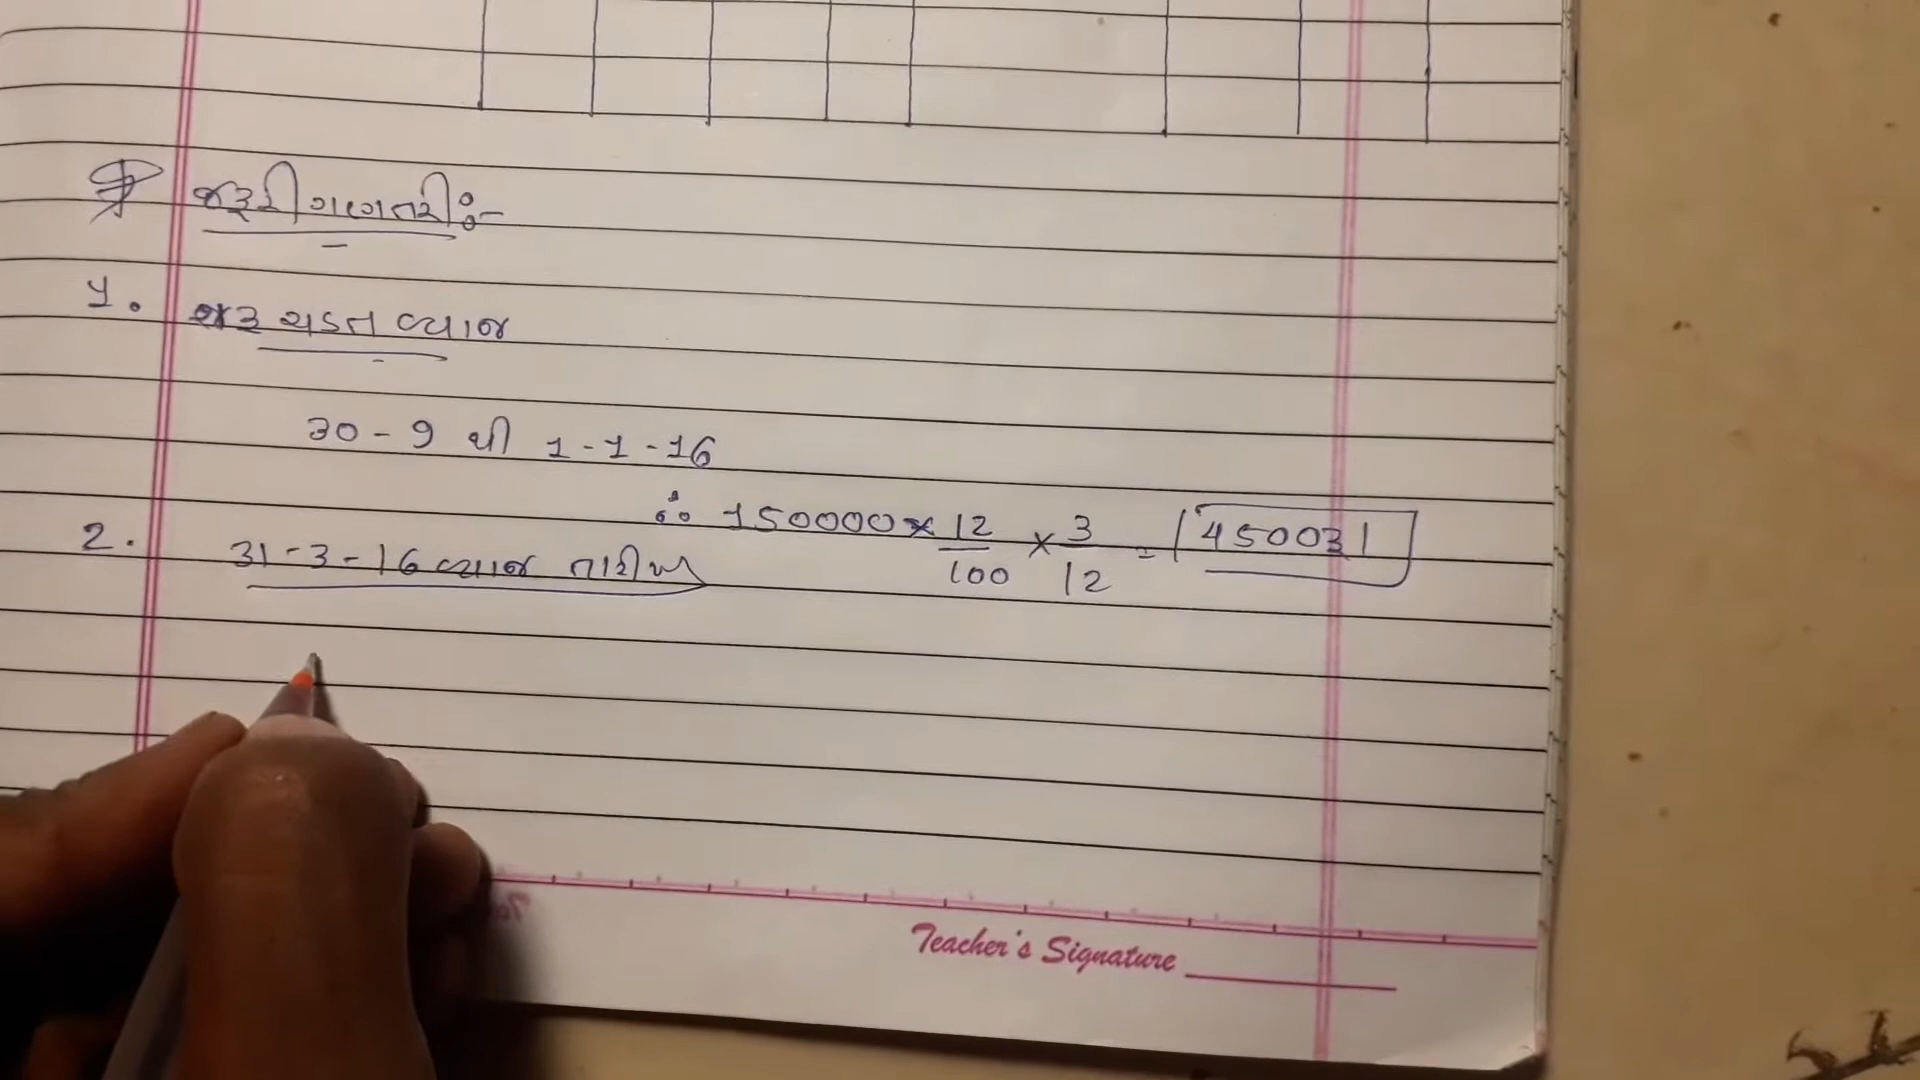 જરૂરી ગણતરી :-
1. ચડત વ્યાજ
30-9 થી 1-1-16
∴ 150000 × 12/100 × 3/12 = 4500રૂ|
2. 31-3-16 વ્યાજ તારીખ
Teacher's Signature